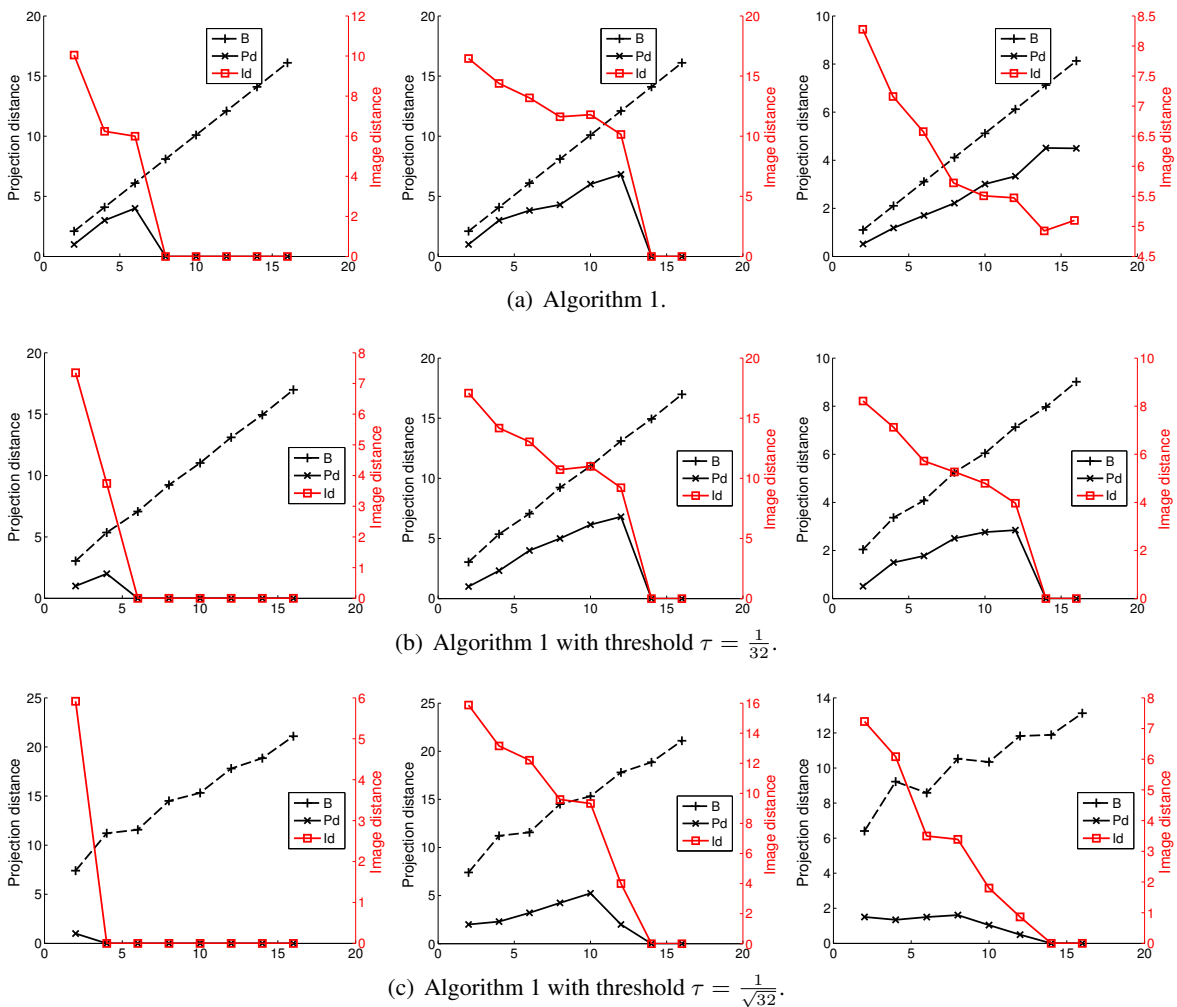 Projection distance
20
15
10
5
0
0 5 10 15 20
12
10
8
6
4
2
0
Image distance
B
Pd
Id
Projection distance
20
15
10
5
0
0 5 10 15 20
20
15
10
5
0
Image distance
B
Pd
Id
Projection distance
10
8
6
4
2
0
0 5 10 15 20
8.5
8
7.5
7
6.5
6
5.5
5
4.5
Image distance
B
Pd
Id
(a) Algorithm 1.
Projection distance
20
15
10
5
0
0 5 10 15 20
8
7
6
5
4
3
2
1
0
Image distance
B
Pd
Id
Projection distance
20
15
10
5
0
0 5 10 15 20
20
15
10
5
0
Image distance
B
Pd
Id
Projection distance
10
8
6
4
2
0
0 5 10 15 20
10
8
6
4
2
0
Image distance
B
Pd
Id
(b) Algorithm 1 with threshold τ = 1/32.
Projection distance
25
20
15
10
5
0
0 5 10 15 20
6
5
4
3
2
1
0
Image distance
B
Pd
Id
Projection distance
25
20
15
10
5
0
0 5 10 15 20
16
14
12
10
8
6
4
2
0
Image distance
B
Pd
Id
Projection distance
14
12
10
8
6
4
2
0
0 5 10 15 20
8
7
6
5
4
3
2
1
0
Image distance
B
Pd
Id
(c) Algorithm 1 with threshold τ = 1/√32.